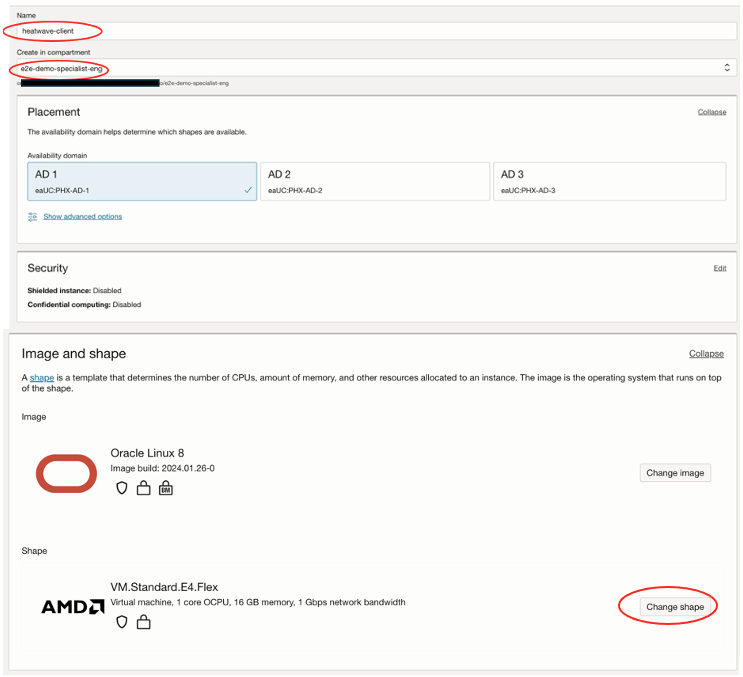 Name
heatwave-client
Create in compartment
e2e-demo-specialist-eng
o/e2e-demo-specialist-eng
Placement
Collapse
The availability domain helps determine which shapes are available.
Availability domain
AD 1
eaUC:PHX-AD-1
AD 2
eaUC:PHX-AD-2
AD 3
eaUC:PHX-AD-3
Show advanced options
Security
Edit
Shielded instance: Disabled
Confidential computing: Disabled
Image and shape
Collapse
A shape is a template that determines the number of CPUs, amount of memory, and other resources allocated to an instance. The image is the operating system that runs on top
of the shape.
Image
Oracle Linux 8
Image build: 2024.01.26-0
BM
Change image
Shape
AMD
VM.Standard.E4.Flex
Virtual machine, 1 core OCPU, 16 GB memory, 1 Gbps network bandwidth
Change shape